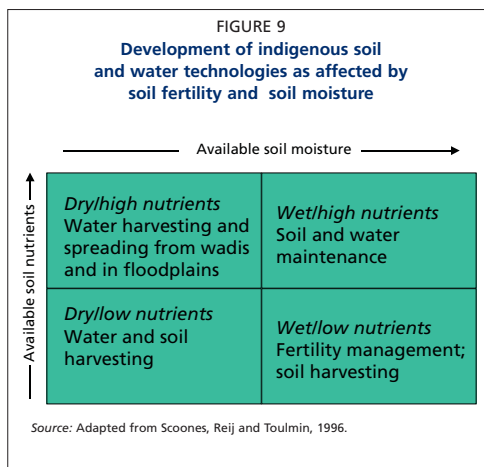 FIGURE 9
Development of indigenous soil
and water technologies as affected by
soil fertility and soil moisture
Available soil moisture
Available soil nutrients
Dry/high nutrients
Water harvesting and
spreading from wadis
and in floodplains
Wet/high nutrients
Soil and water
maintenance
Dry/low nutrients
Water and soil
harvesting
Wet/low nutrients
Fertility management;
soil harvesting
Source: Adapted from Scoones, Reij and Toulmin, 1996.